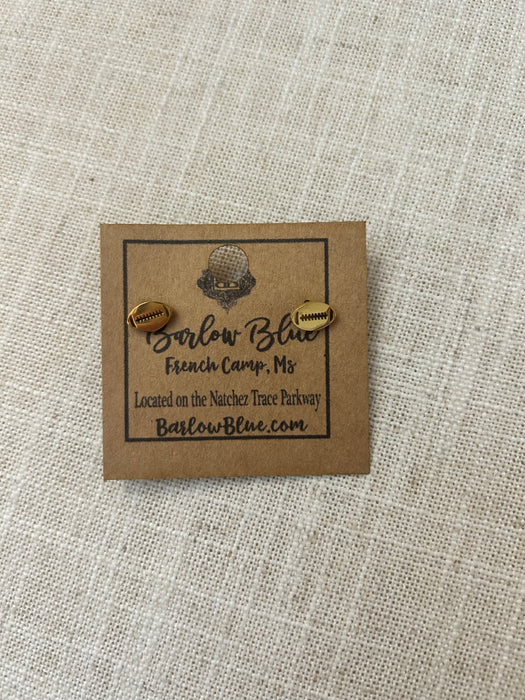 Barlow Blue
French Camp, Ms
Located on the Natchez Trace Parkway
BarlowBlue.com